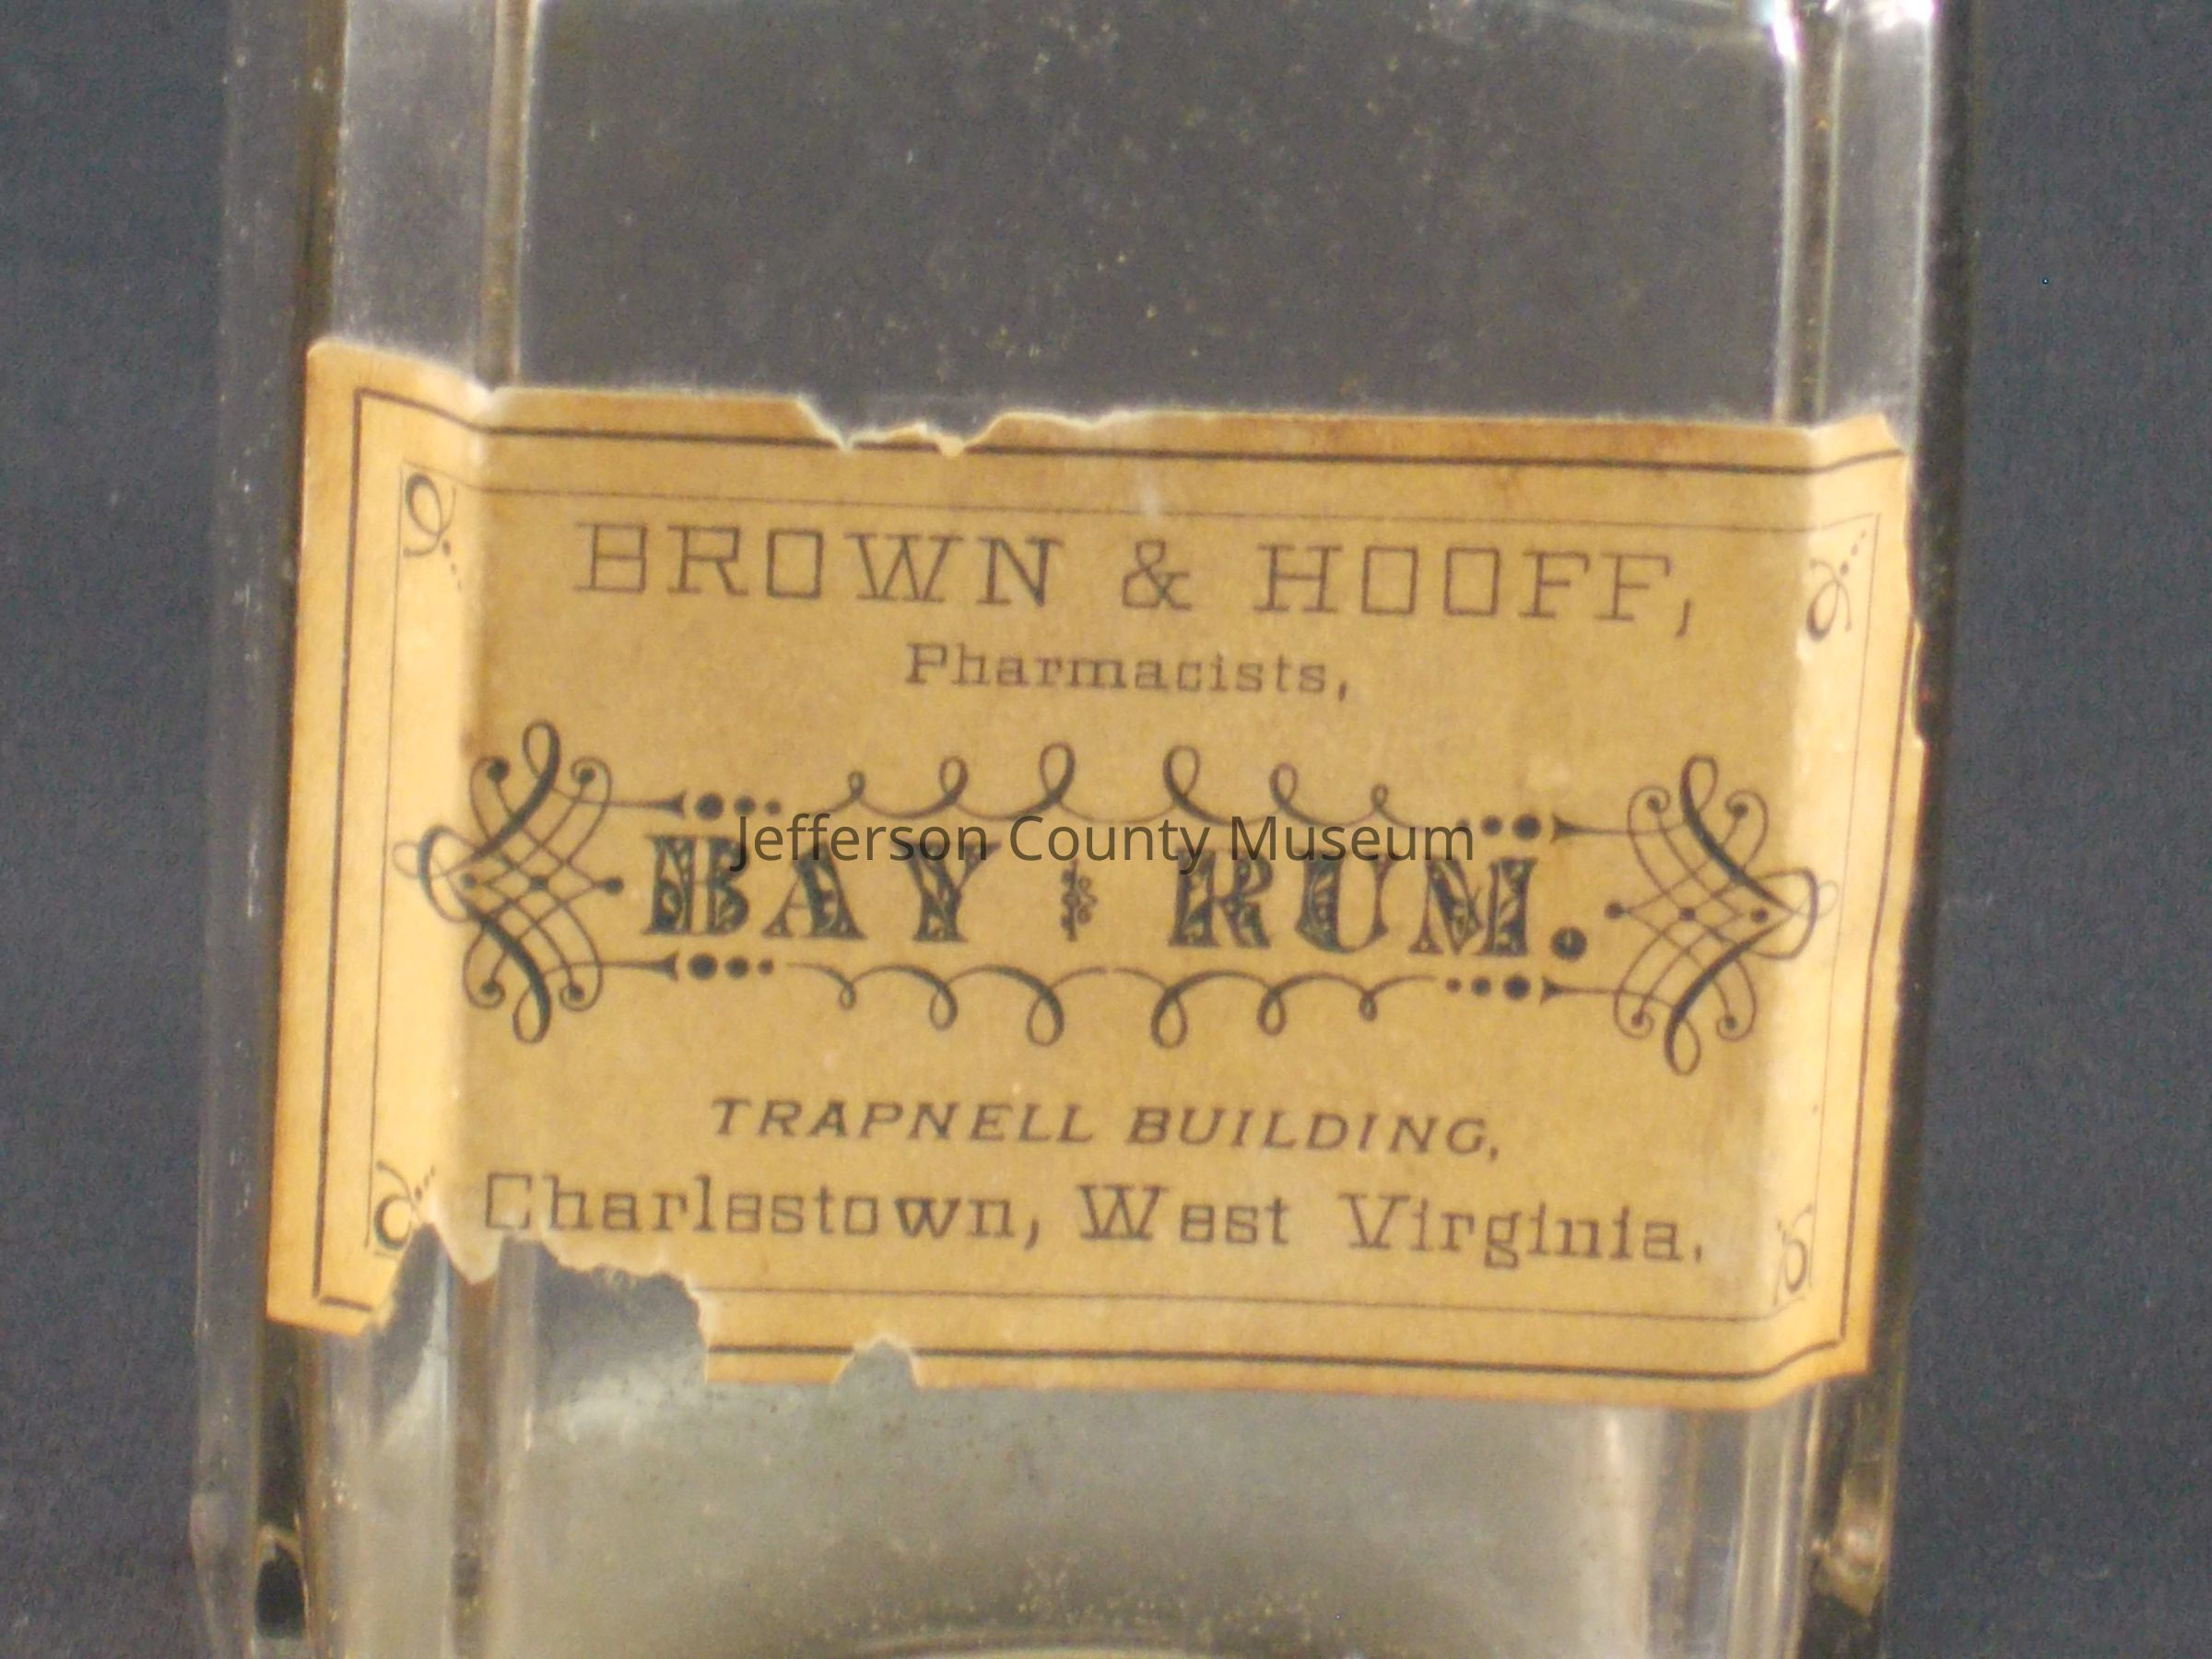 BROWN & HOOFF,
Pharmacists,
Jefferson County Museum
BAY RUM.
TRAPNELL BUILDING,
Charlestown, West Virginia.